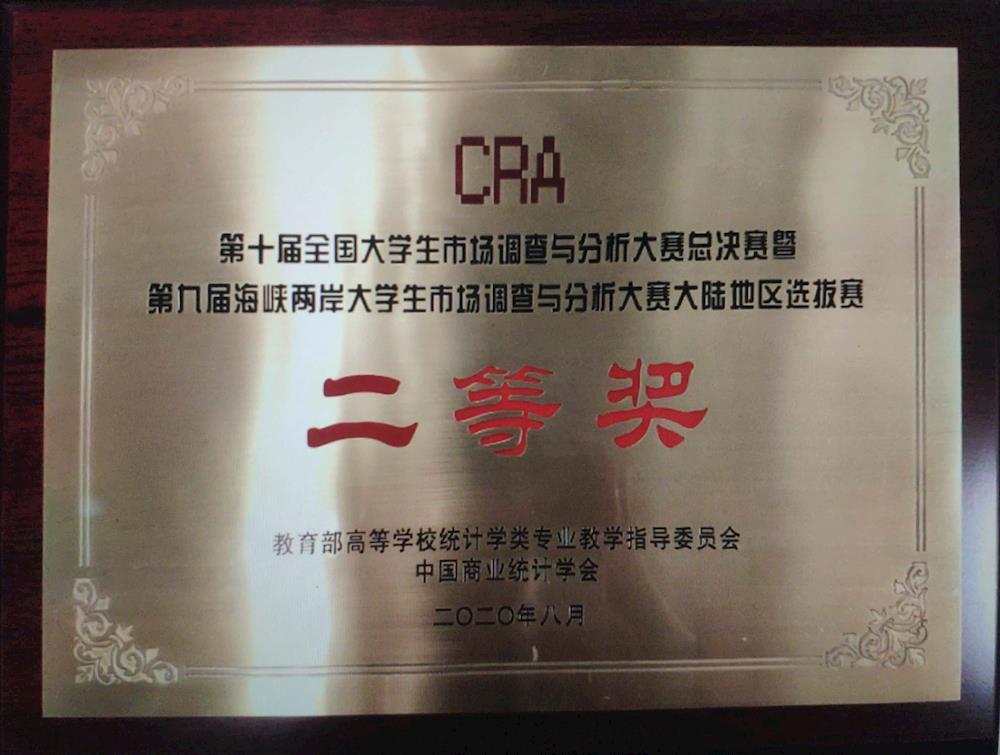 CRA
第十届全国大学生市场调查与分析大赛总决赛暨
第九届海峡两岸大学生市场调查与分析大赛大陆地区选拔赛
二等奖
教育部高等学校统计学类专业教学指导委员会
中国商业统计学会
二〇二〇年八月